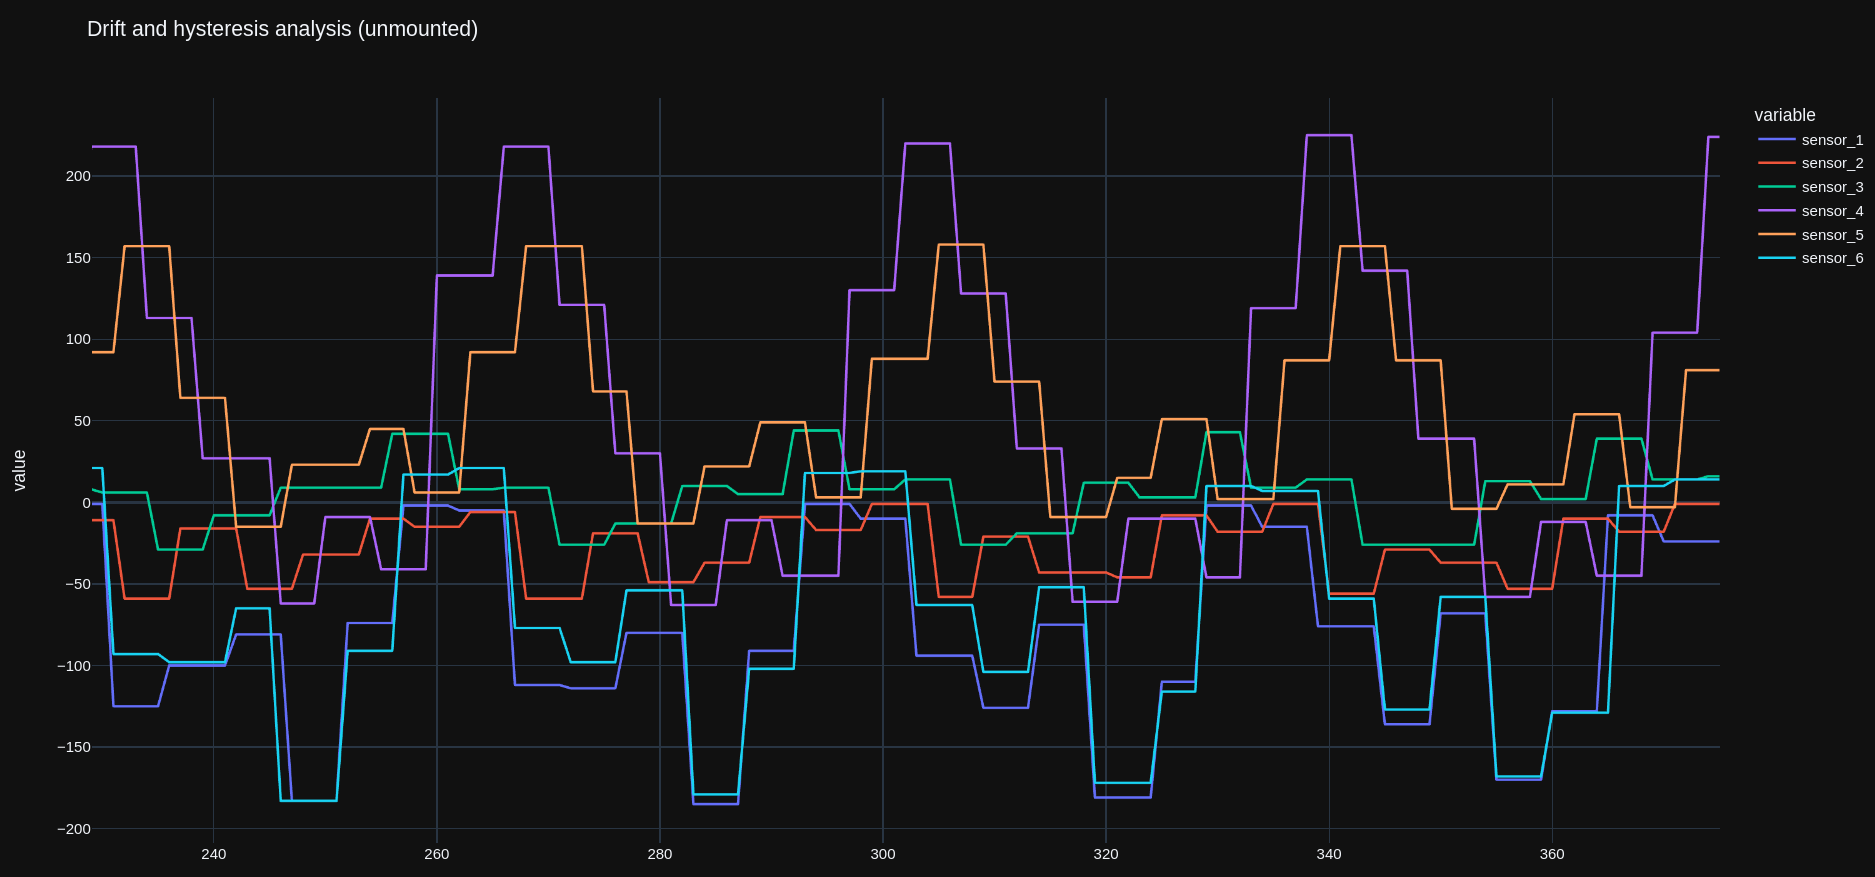 Drift and hysteresis analysis (unmounted)
variable
sensor_1
sensor_2
sensor_3
sensor_4
sensor_5
sensor_6
value
200
150
100
50
0
−50
−100
−150
−200
240
260
280
300
320
340
360